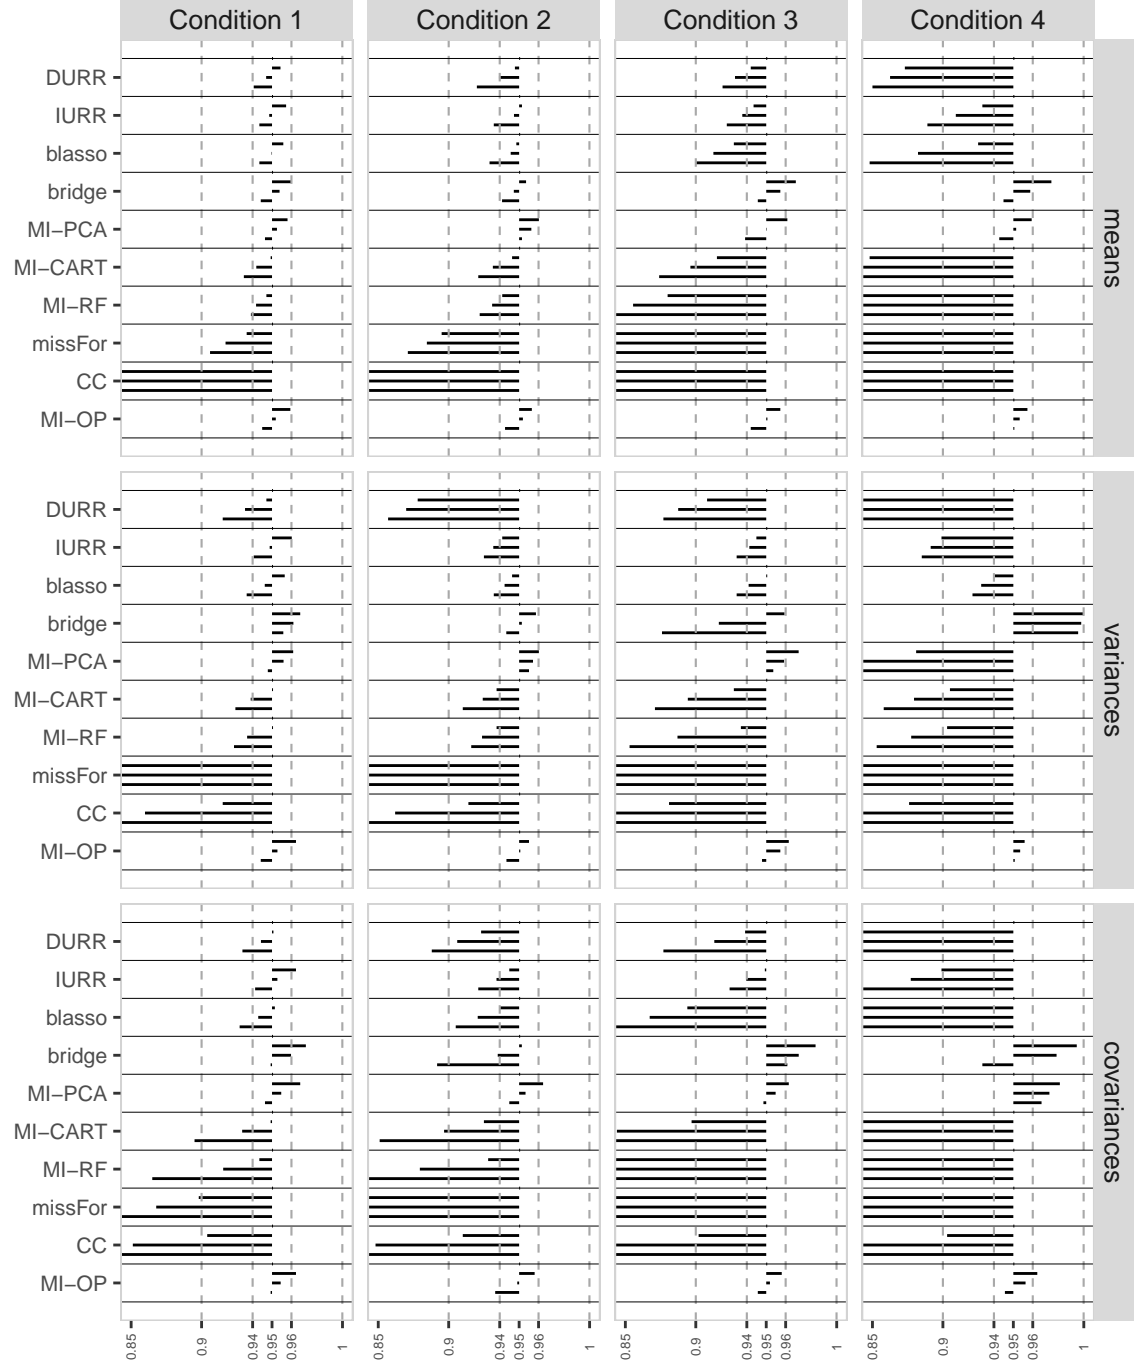 Condition 1 Condition 2 Condition 3 Condition 4
DURR
IURR
blasso
bridge
MI−PCA
MI−CART
MI−RF
missFor
CC
MI−OP
means
DURR
IURR
blasso
bridge
MI−PCA
MI−CART
MI−RF
missFor
CC
MI−OP
variances
DURR
IURR
blasso
bridge
MI−PCA
MI−CART
MI−RF
missFor
CC
MI−OP
covariances
0.85 0.9 0.94 0.95 0.96 1 0.85 0.9 0.94 0.95 0.96 1 0.85 0.9 0.94 0.95 0.96 1 0.85 0.9 0.94 0.95 0.96 1